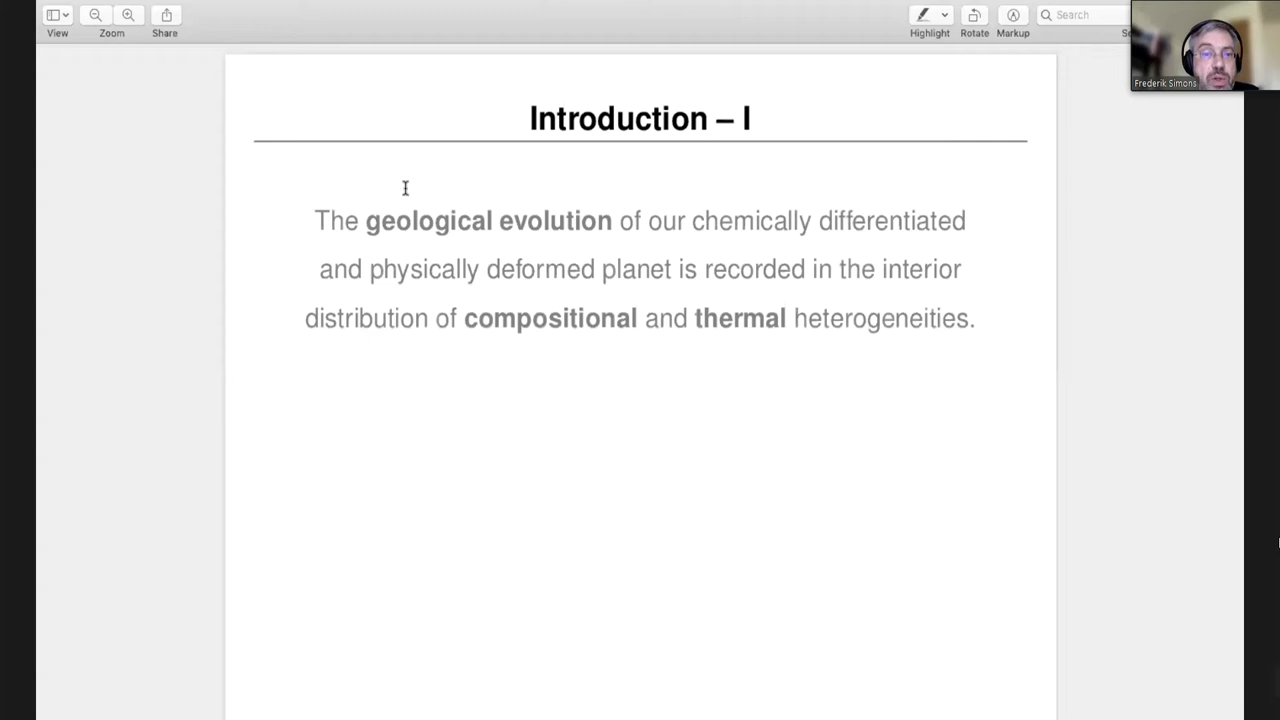 View
Zoom
Share
Highlight
Rotate
Markup
Search
Frederik Simons
Introduction – I
The geological evolution of our chemically differentiated
and physically deformed planet is recorded in the interior
distribution of compositional and thermal heterogeneities.